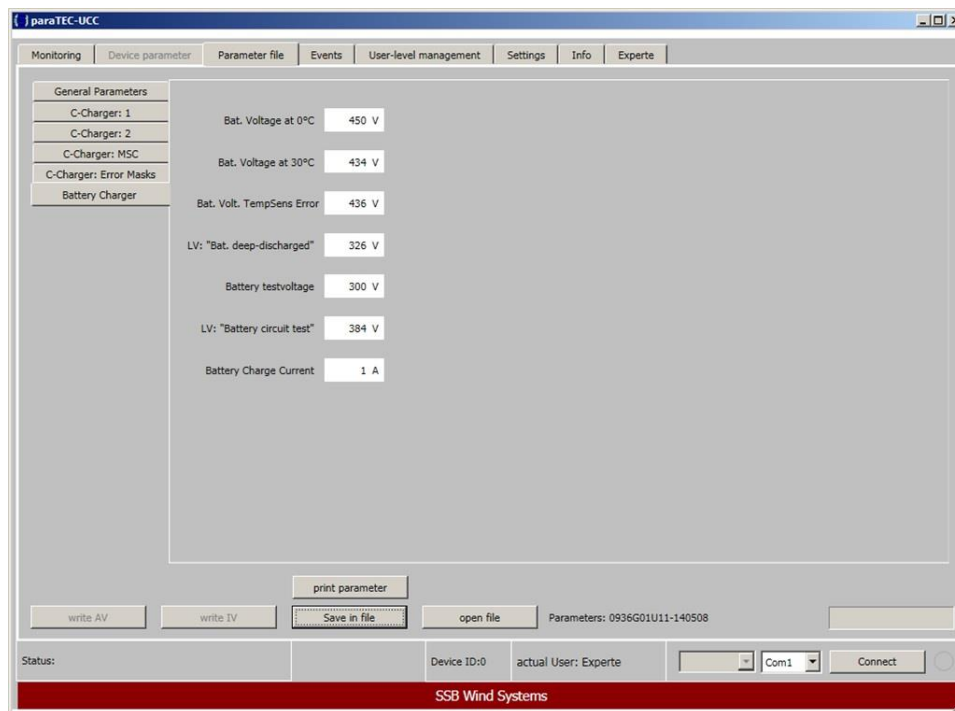 paraTEC-UCC
Monitoring Device parameter Parameter file Events User-level management Settings Info Experte
General Parameters
C-Charger: 1
C-Charger: 2
C-Charger: MSC
C-Charger: Error Masks
Battery Charger
Bat. Voltage at 0°C 450 V
Bat. Voltage at 30°C 434 V
Bat. Volt. TempSens Error 436 V
LV: "Bat. deep-discharged" 326 V
Battery testvoltage 300 V
LV: "Battery circuit test" 384 V
Battery Charge Current 1 A
print parameter
write AV write IV Save in file open file Parameters: 0936G01U11-140508
Status: Device ID:0 actual User: Experte Com1 Connect
SSB Wind Systems